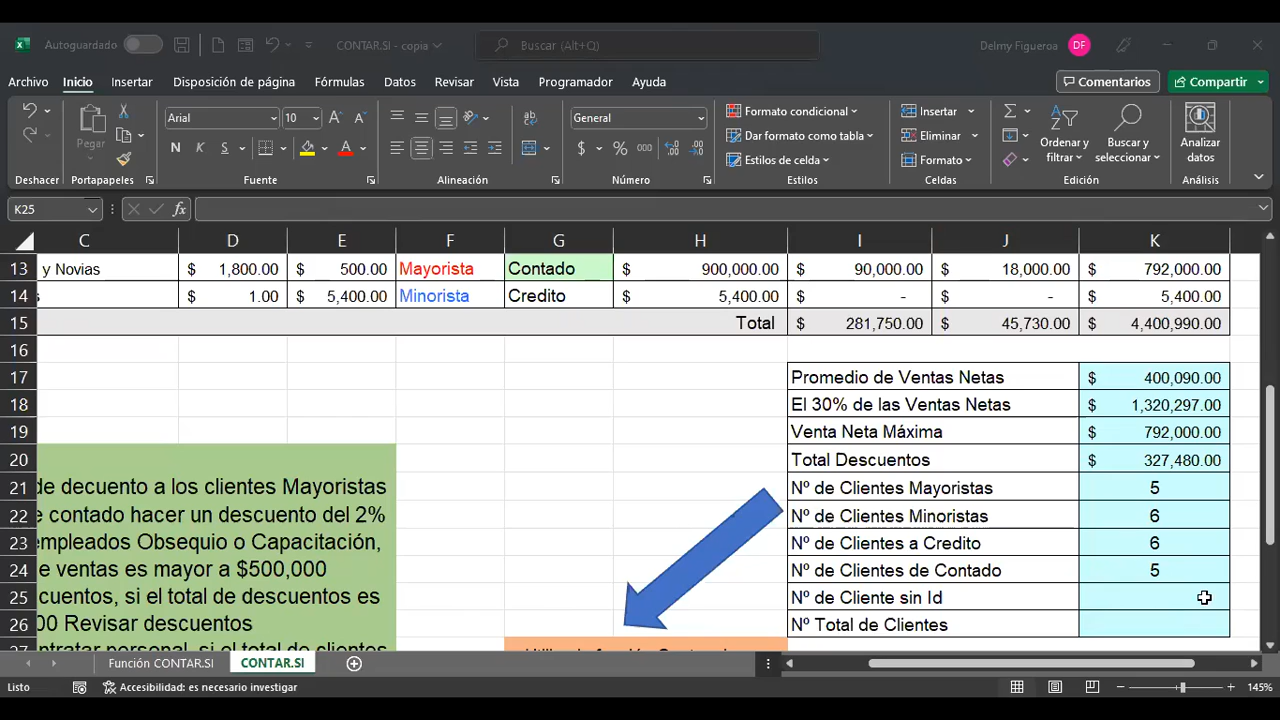 Autoguardado CONTAR.SI - copia Buscar (Alt+Q) Delmy Figueroa DF
Archivo Inicio Insertar Disposición de página Fórmulas Datos Revisar Vista Programador Ayuda Comentarios Compartir
Pegar Arial 10 General Formato condicional Insertar Ordenar y filtrar Buscar y seleccionar Analizar datos
N K S $ % 000 Dar formato como tabla Eliminar
Estilos de celda Formato
Deshacer Portapapeles Fuente Alineación Número Estilos Celdas Edición Análisis
K25 fx
C D E F G H I J K
13 y Novias $ 1,800.00 $ 500.00 Mayorista Contado $ 900,000.00 $ 90,000.00 $ 18,000.00 $ 792,000.00
14 $ 1.00 $ 5,400.00 Minorista Credito $ 5,400.00 $ - $ - $ 5,400.00
15 Total $ 281,750.00 $ 45,730.00 $ 4,400,990.00
16
17 Promedio de Ventas Netas $ 400,090.00
18 El 30% de las Ventas Netas $ 1,320,297.00
19 Venta Neta Máxima $ 792,000.00
20 Total Descuentos $ 327,480.00
21 de decuento a los clientes Mayoristas Nº de Clientes Mayoristas 5
22 contado hacer un descuento del 2% Nº de Clientes Minoristas 6
23 empleados Obsequio o Capacitación, Nº de Clientes a Credito 6
24 e ventas es mayor a $500,000 Nº de Clientes de Contado 5
25 cuentos, si el total de descuentos es Nº de Cliente sin Id
26 00 Revisar descuentos Nº Total de Clientes
27 ntratar personal, si el total de clientes
Función CONTAR.SI CONTAR.SI
Listo Accesibilidad: es necesario investigar 145%